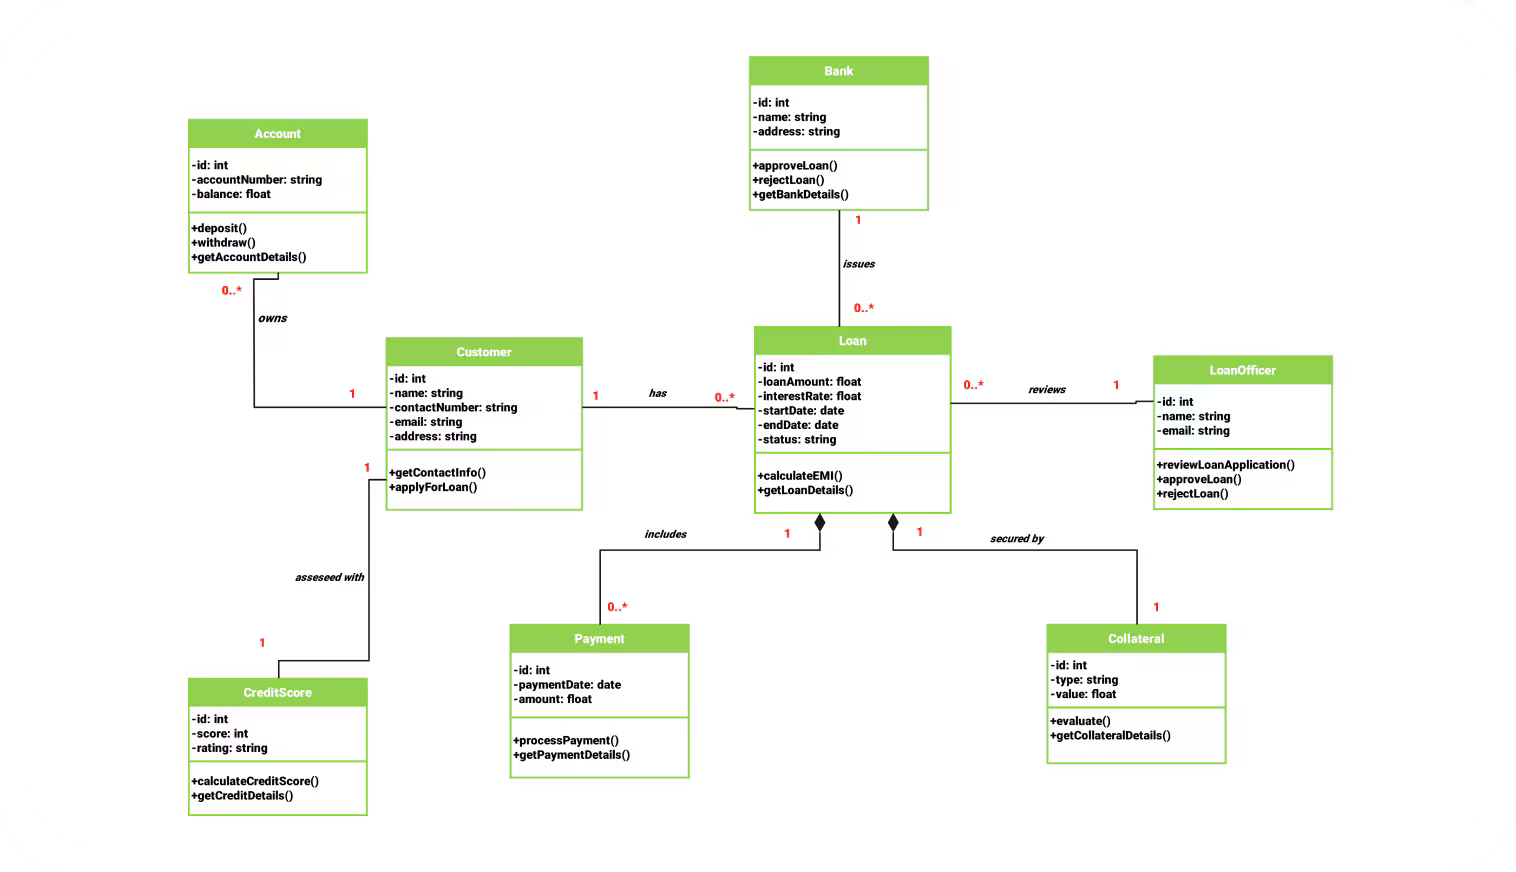 Bank
-id: int
-name: string
-address: string
+approveLoan()
+rejectLoan()
+getBankDetails()
1
issues
0..*
Account
-id: int
-accountNumber: string
-balance: float
+deposit()
+withdraw()
+getAccountDetails()
0..*
owns
1
Customer
-id: int
-name: string
-contactNumber: string
-email: string
-address: string
+getContactInfo()
+applyForLoan()
1
has
0..*
Loan
-id: int
-loanAmount: float
-interestRate: float
-startDate: date
-endDate: date
-status: string
+calculateEMI()
+getLoanDetails()
0..*
reviews
1
LoanOfficer
-id: int
-name: string
-email: string
+reviewLoanApplication()
+approveLoan()
+rejectLoan()
1
asseseed with
1
CreditScore
-id: int
-score: int
-rating: string
+calculateCreditScore()
+getCreditDetails()
includes
1
0..*
Payment
-id: int
-paymentDate: date
-amount: float
+processPayment()
+getPaymentDetails()
1
secured by
1
Collateral
-id: int
-type: string
-value: float
+evaluate()
+getCollateralDetails()